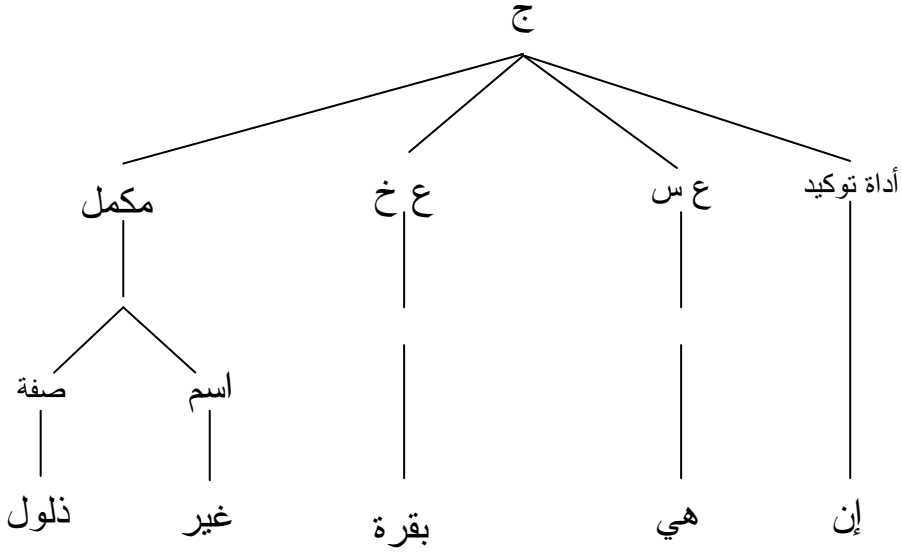 ج
أداة توكيد
ع س
ع خ
مكمل
اسم
صفة
إن
هي
بقرة
غير
ذلول